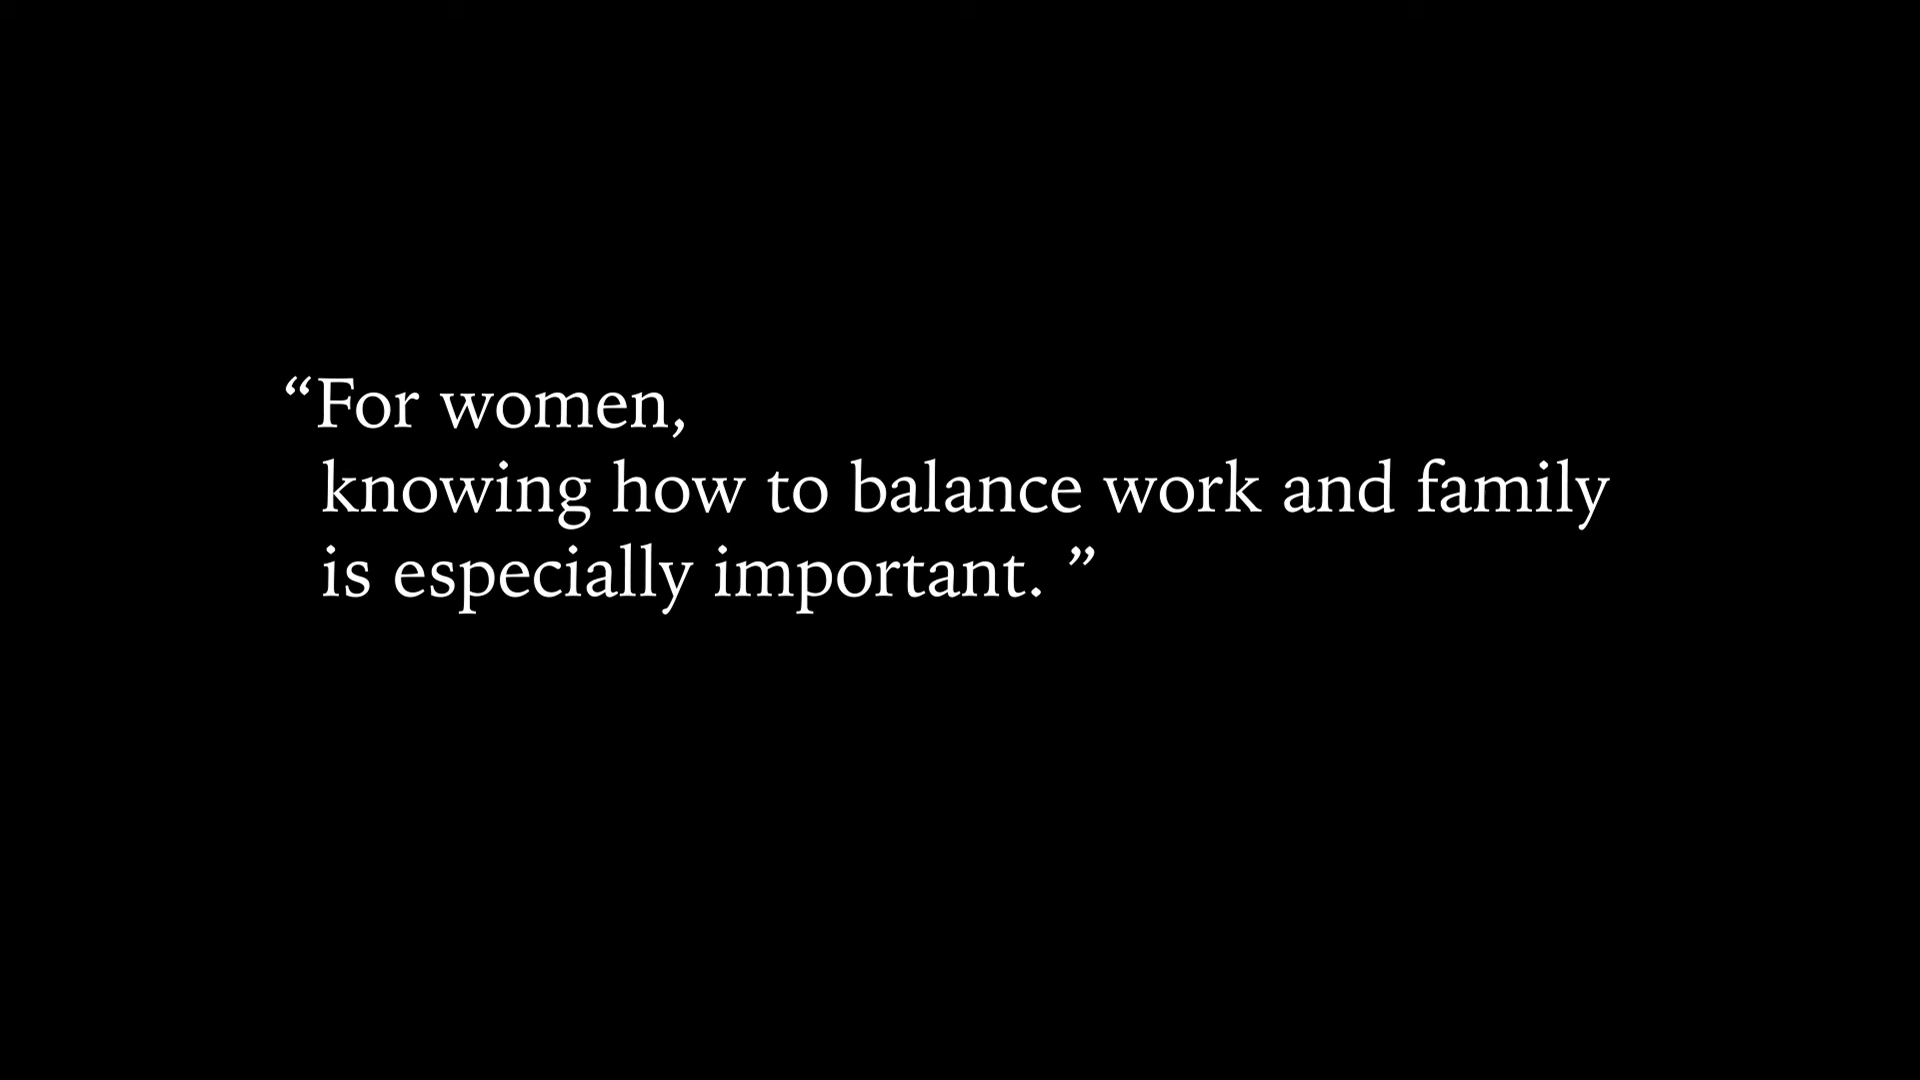 “For women,
knowing how to balance work and family
is especially important. ”